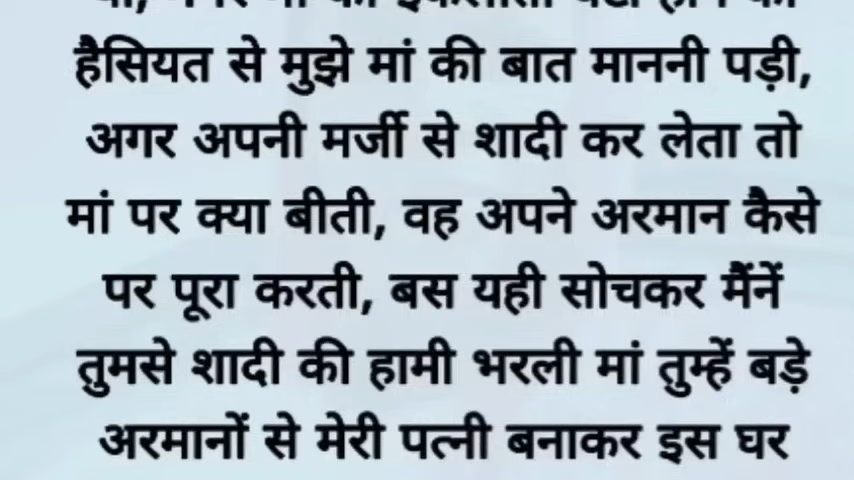 हैसियत से मुझे मां की बात माननी पड़ी,
अगर अपनी मर्जी से शादी कर लेता तो
मां पर क्या बीती, वह अपने अरमान कैसे
पर पूरा करती, बस यही सोचकर मैंनें
तुमसे शादी की हामी भरली मां तुम्हें बड़े
अरमानों से मेरी पत्नी बनाकर इस घर